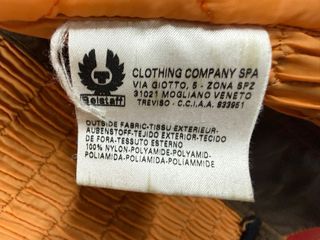 Belstaff
CLOTHING COMPANY SPA
VIA GIOTTO, 5 - ZONA SPZ
31021 MOGLIANO VENETO
TREVISO - C.C.I.A.A. 833951
OUTSIDE FABRIC-TISSU EXTERIEUR-
AUßENSTOFF-TEJIDO EXTERIOR-TECIDO
DE FORA-TESSUTO ESTERNO
100% NYLON-POLYAMIDE-POLYAMID-
POLIAMIDA-POLIAMIDA-POLIAMMIDE